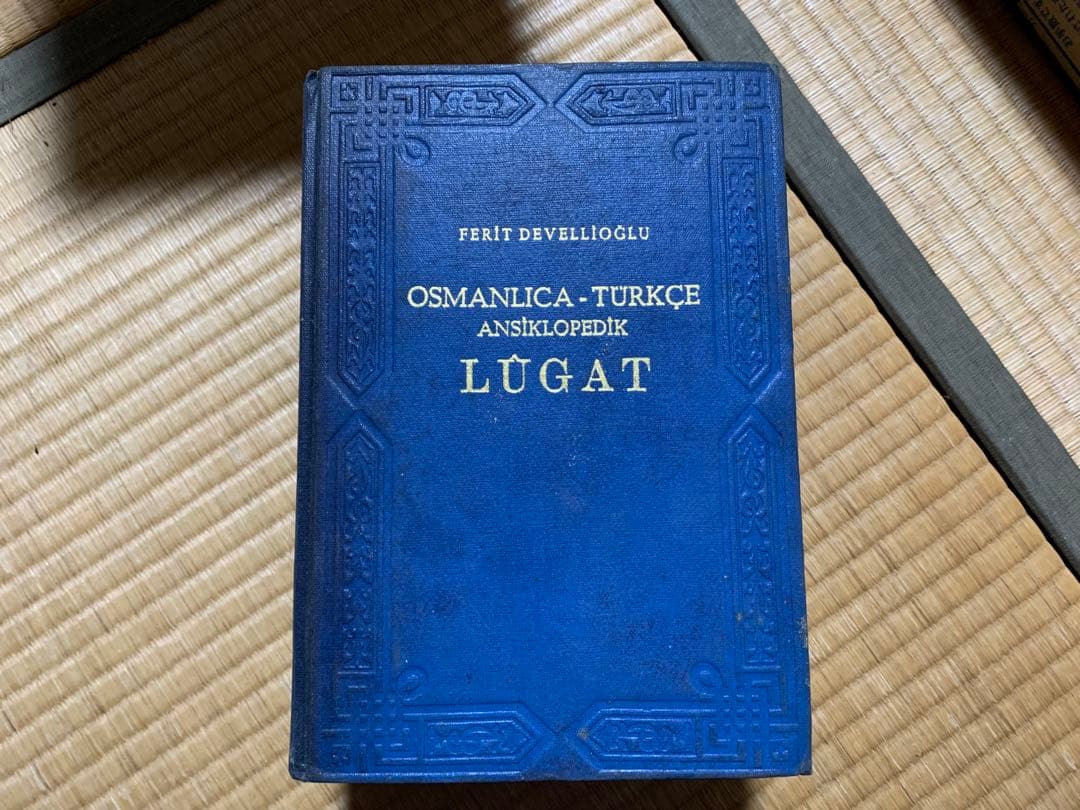 FERİT DEVELLİOĞLU
OSMANLICA - TÜRKÇE
ANSİKLOPEDİK
LÛGAT